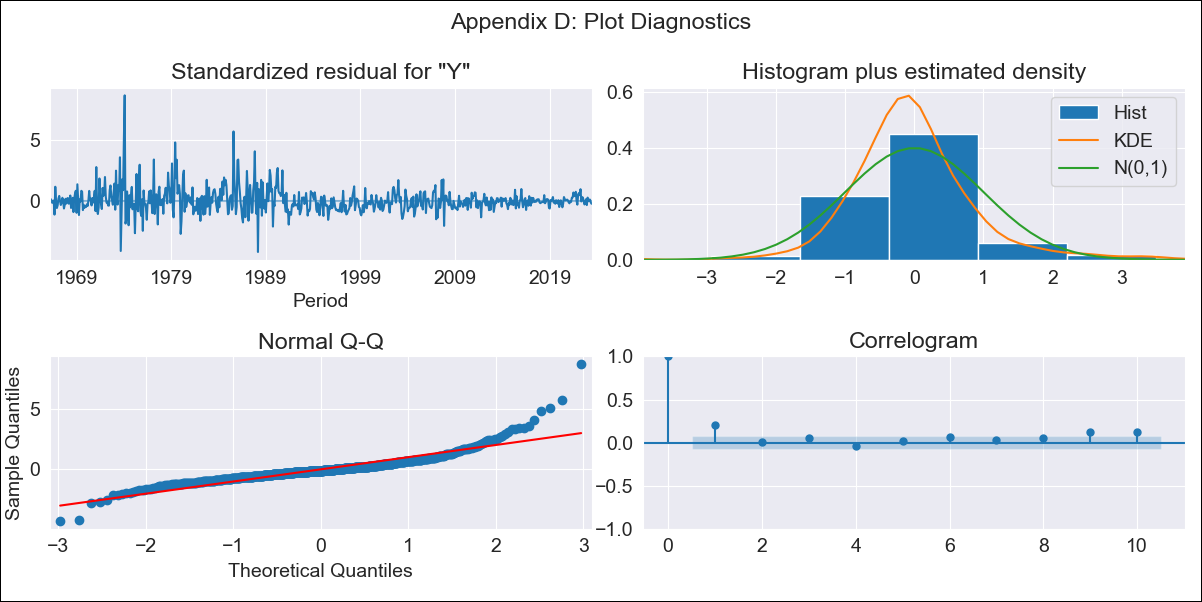 Appendix D: Plot Diagnostics
Standardized residual for "Y"
5
0
1969 1979 1989 1999 2009 2019
Period
Histogram plus estimated density
0.6
0.4
0.2
0.0
Hist
KDE
N(0,1)
−3 −2 −1 0 1 2 3
Normal Q-Q
Sample Quantiles
5
0
−3 −2 −1 0 1 2 3
Theoretical Quantiles
Correlogram
1.0
0.5
0.0
−0.5
−1.0
0 2 4 6 8 10